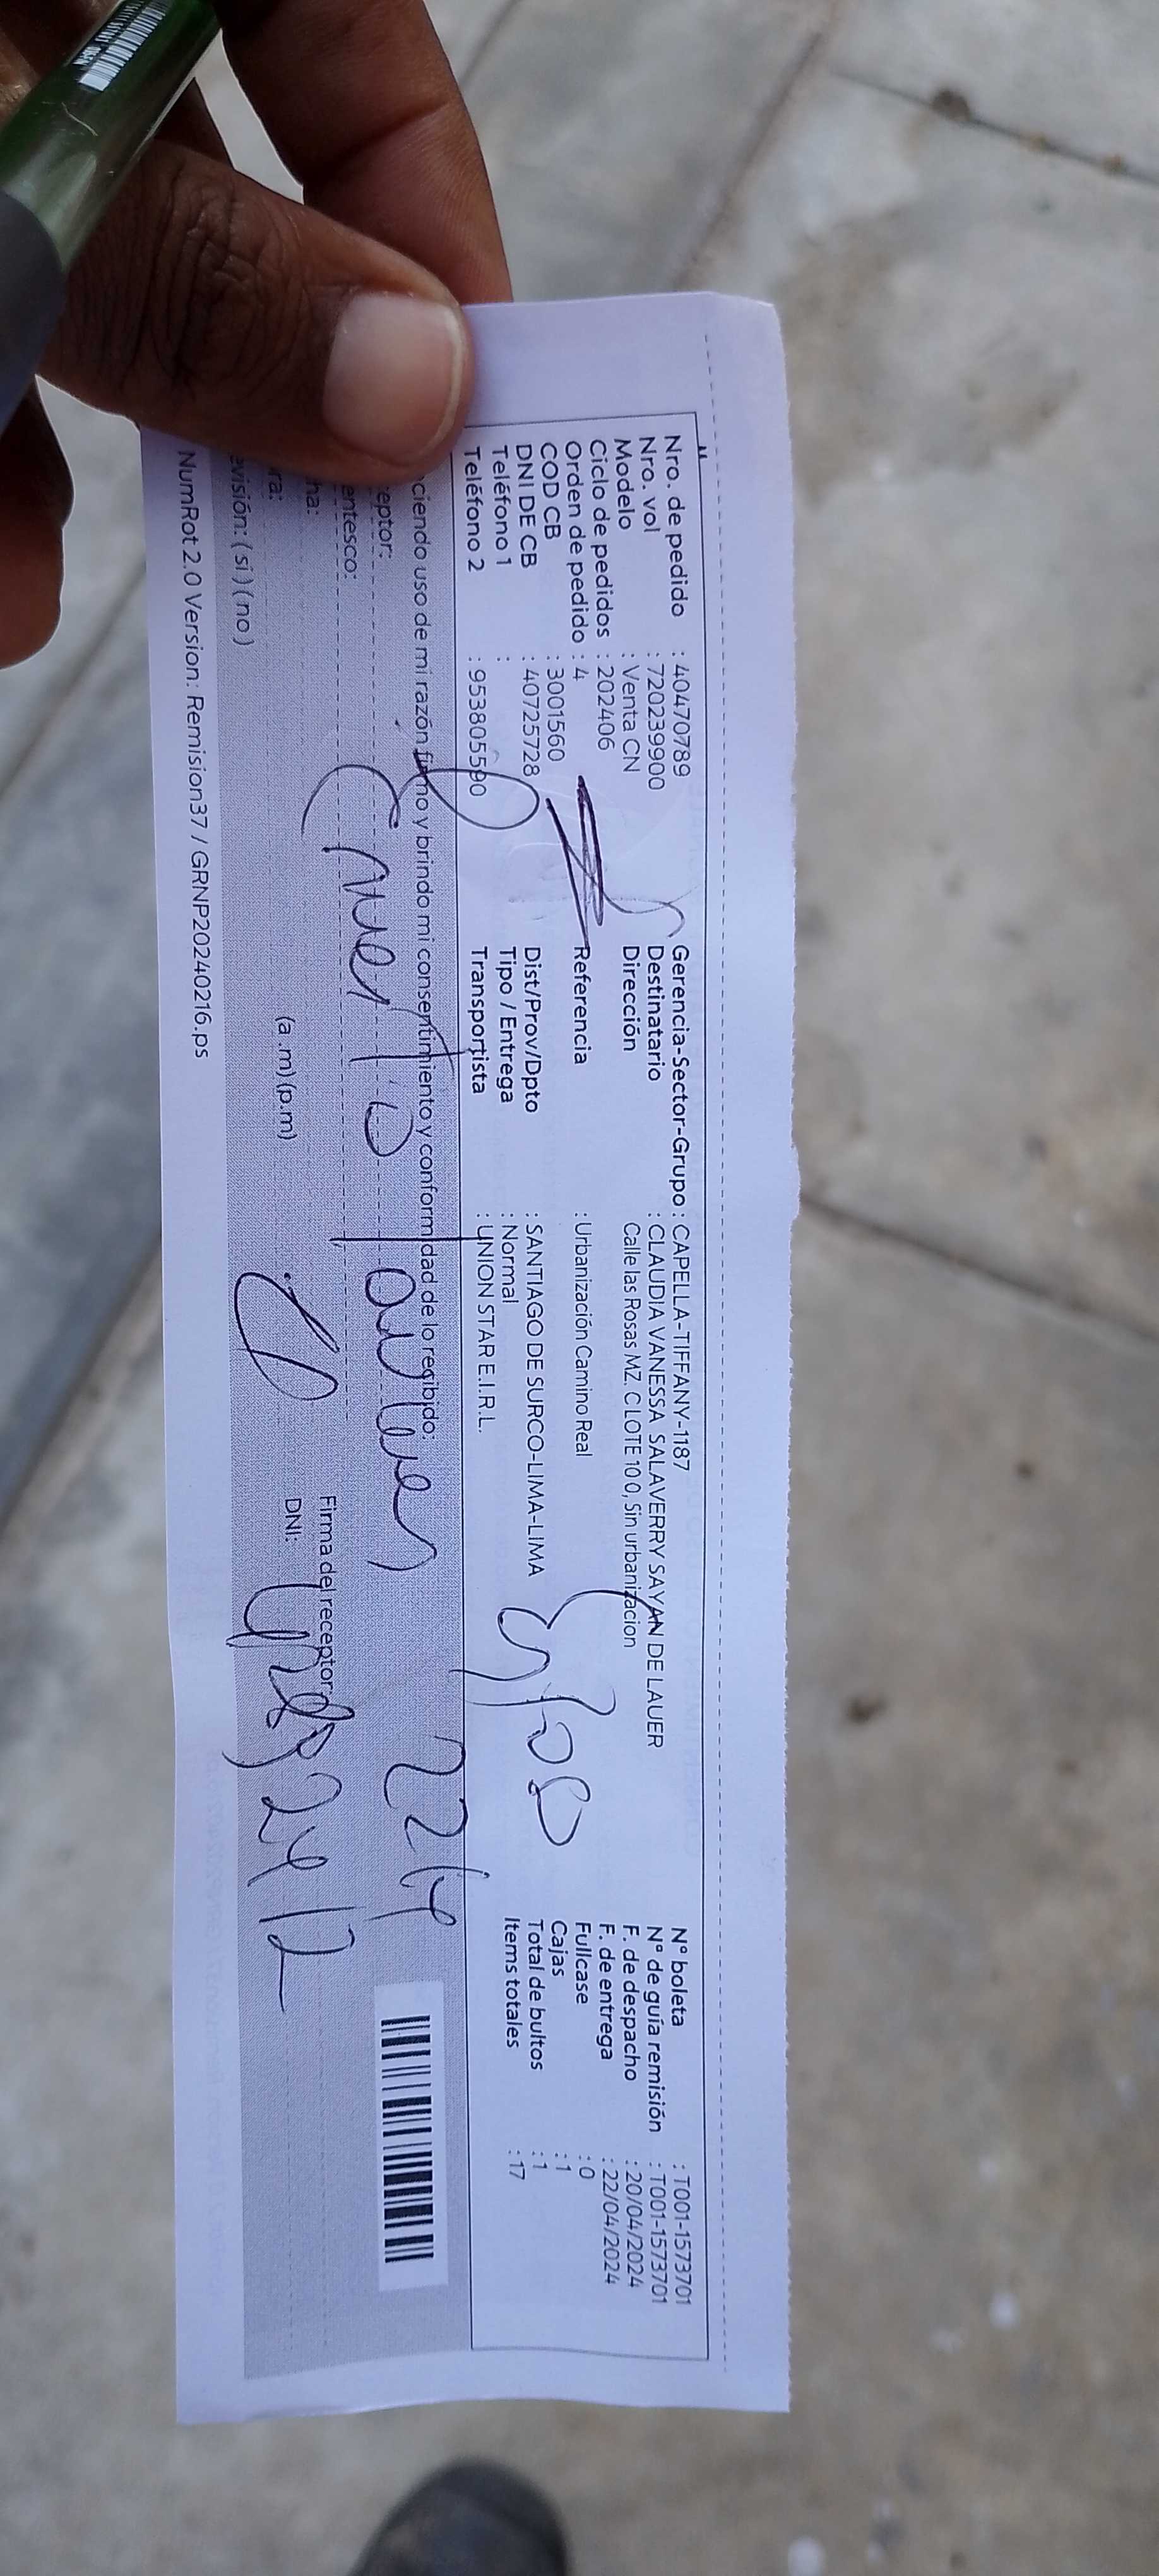 Nro. de pedido : 40470789
Nro. vol : 720239900
Modelo : Venta CN
Ciclo de pedidos : 202406
Orden de pedido : 4
COD CB : 3001560
DNI DE CB : 40725728
Teléfono 1 :
Teléfono 2 : 953805590
Gerencia-Sector-Grupo : CAPELLA-TIFFANY-1187
Destinatario : CLAUDIA VANESSA SALAVERRY SAYAN DE LAUER
Dirección Calle las Rosas MZ. C LOTE 10 0, Sin urbanizacion
Referencia : Urbanización Camino Real
Dist/Prov/Dpto : SANTIAGO DE SURCO-LIMA-LIMA
Tipo / Entrega : Normal
Transportista : UNION STAR E.I.R.L.
N° boleta : T001-1573701
N° de guía remisión : T001-1573701
F. de despacho : 20/04/2024
F. de entrega : 22/04/2024
Fullcase : 0
Cajas : 1
Total de bultos : 1
Items totales : 17
ciendo uso de mi razón firmo y brindo mi consentimiento y conformidad de lo recibido:
eptor:
entesco:
ha:
ra: (a.m) (p.m)
evisión: ( si ) ( no )
Firma del receptor:
DNI:
NumRot 2.0 Version: Remision37 / GRNP20240216.ps